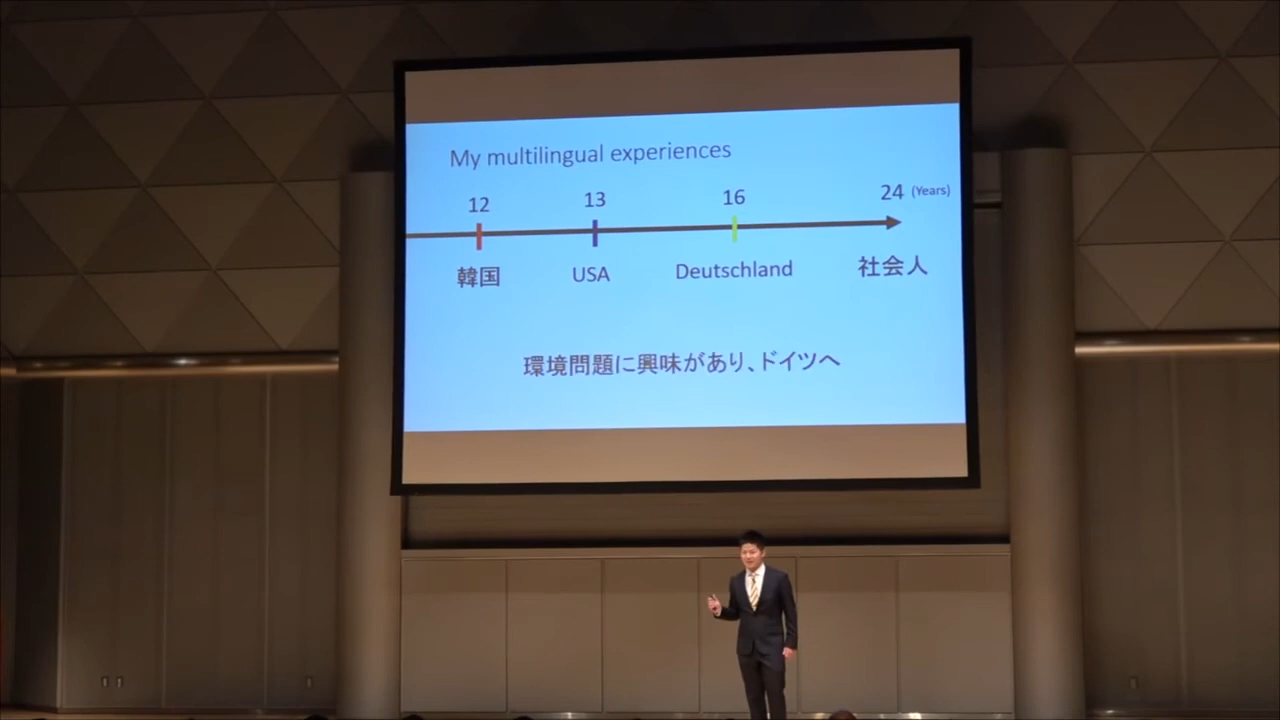 My multilingual experiences
12 13 16 24 (Years)
韓国 USA Deutschland 社会人
環境問題に興味があり、ドイツへ